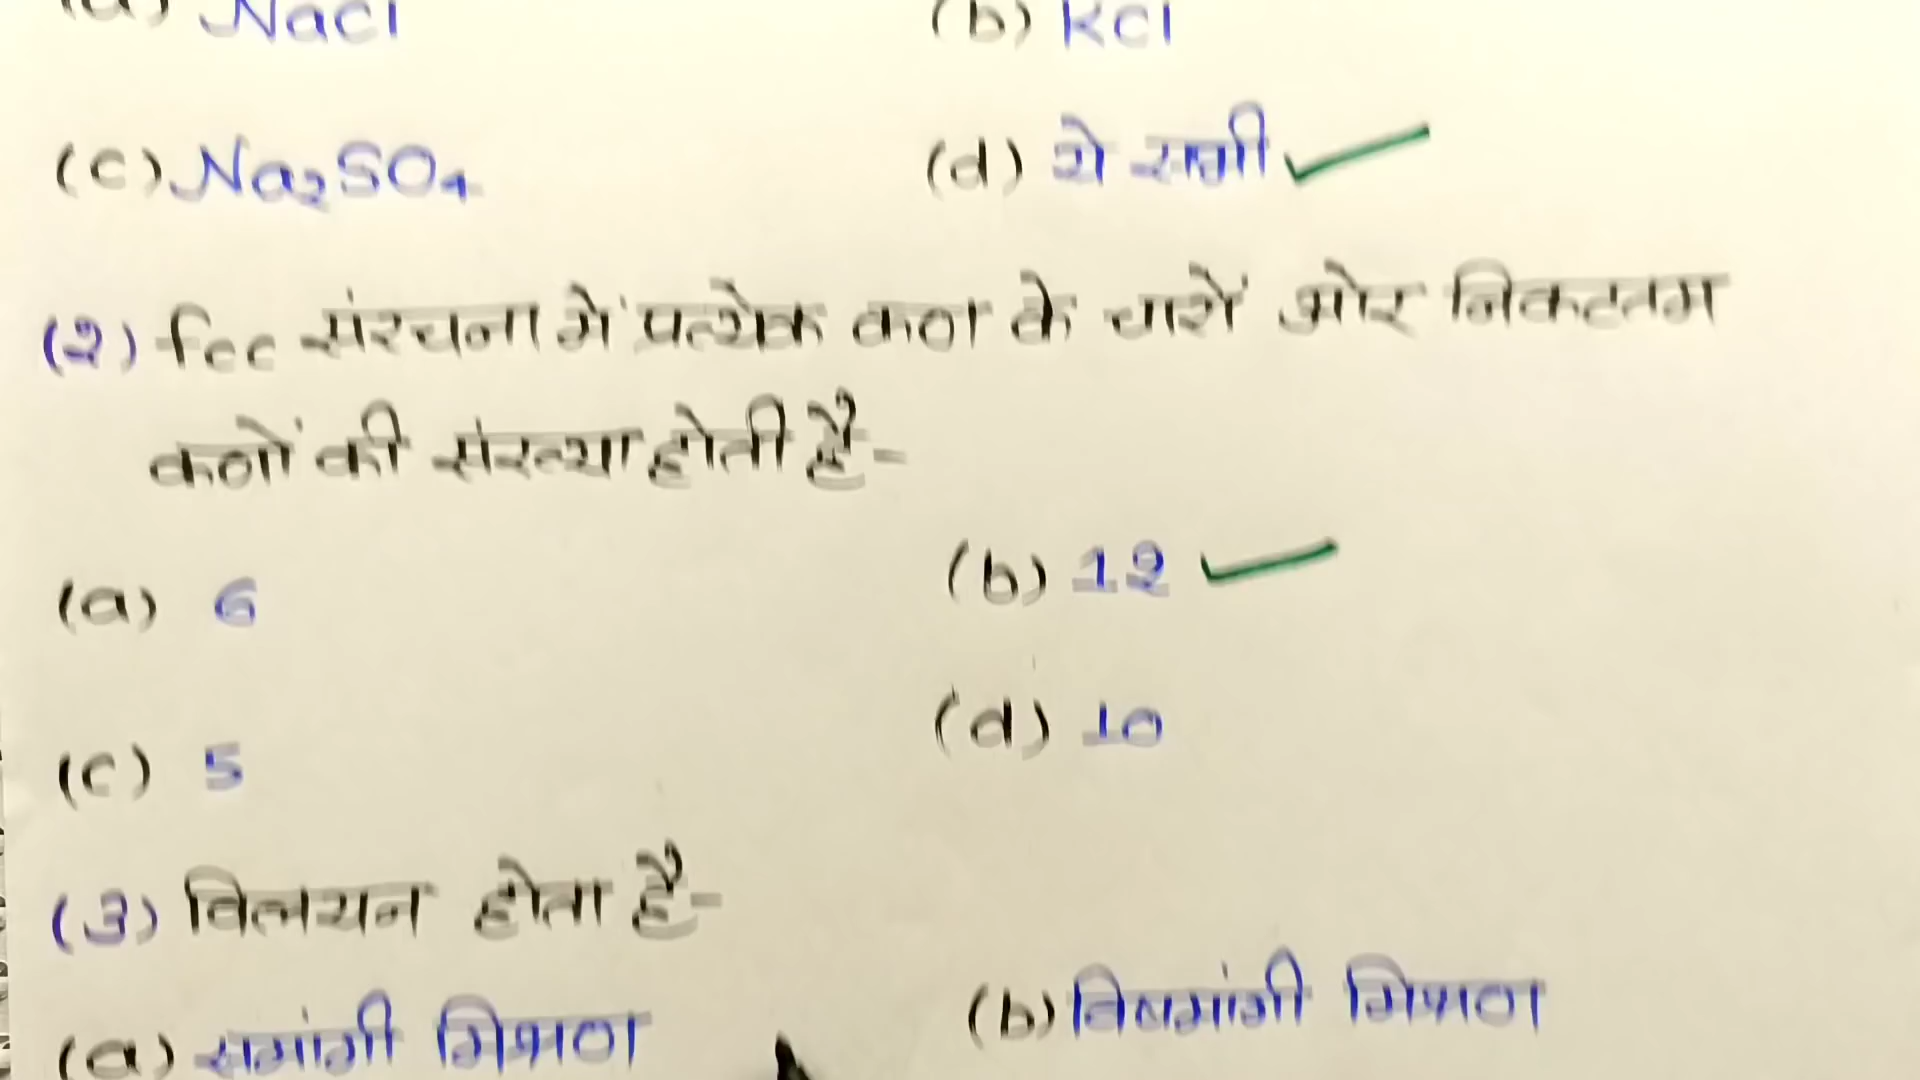 (a) NaCl (b) KCl
(c) Na₂SO₄ (d) ये सभी
(2) fcc संरचना में प्रत्येक कण के चारों ओर निकटतम
कणों की संख्या होती है-
(a) 6 (b) 12
(c) 5 (d) 10
(3) विलयन होता है-
(a) समांगी मिश्रण (b) विषमांगी मिश्रण